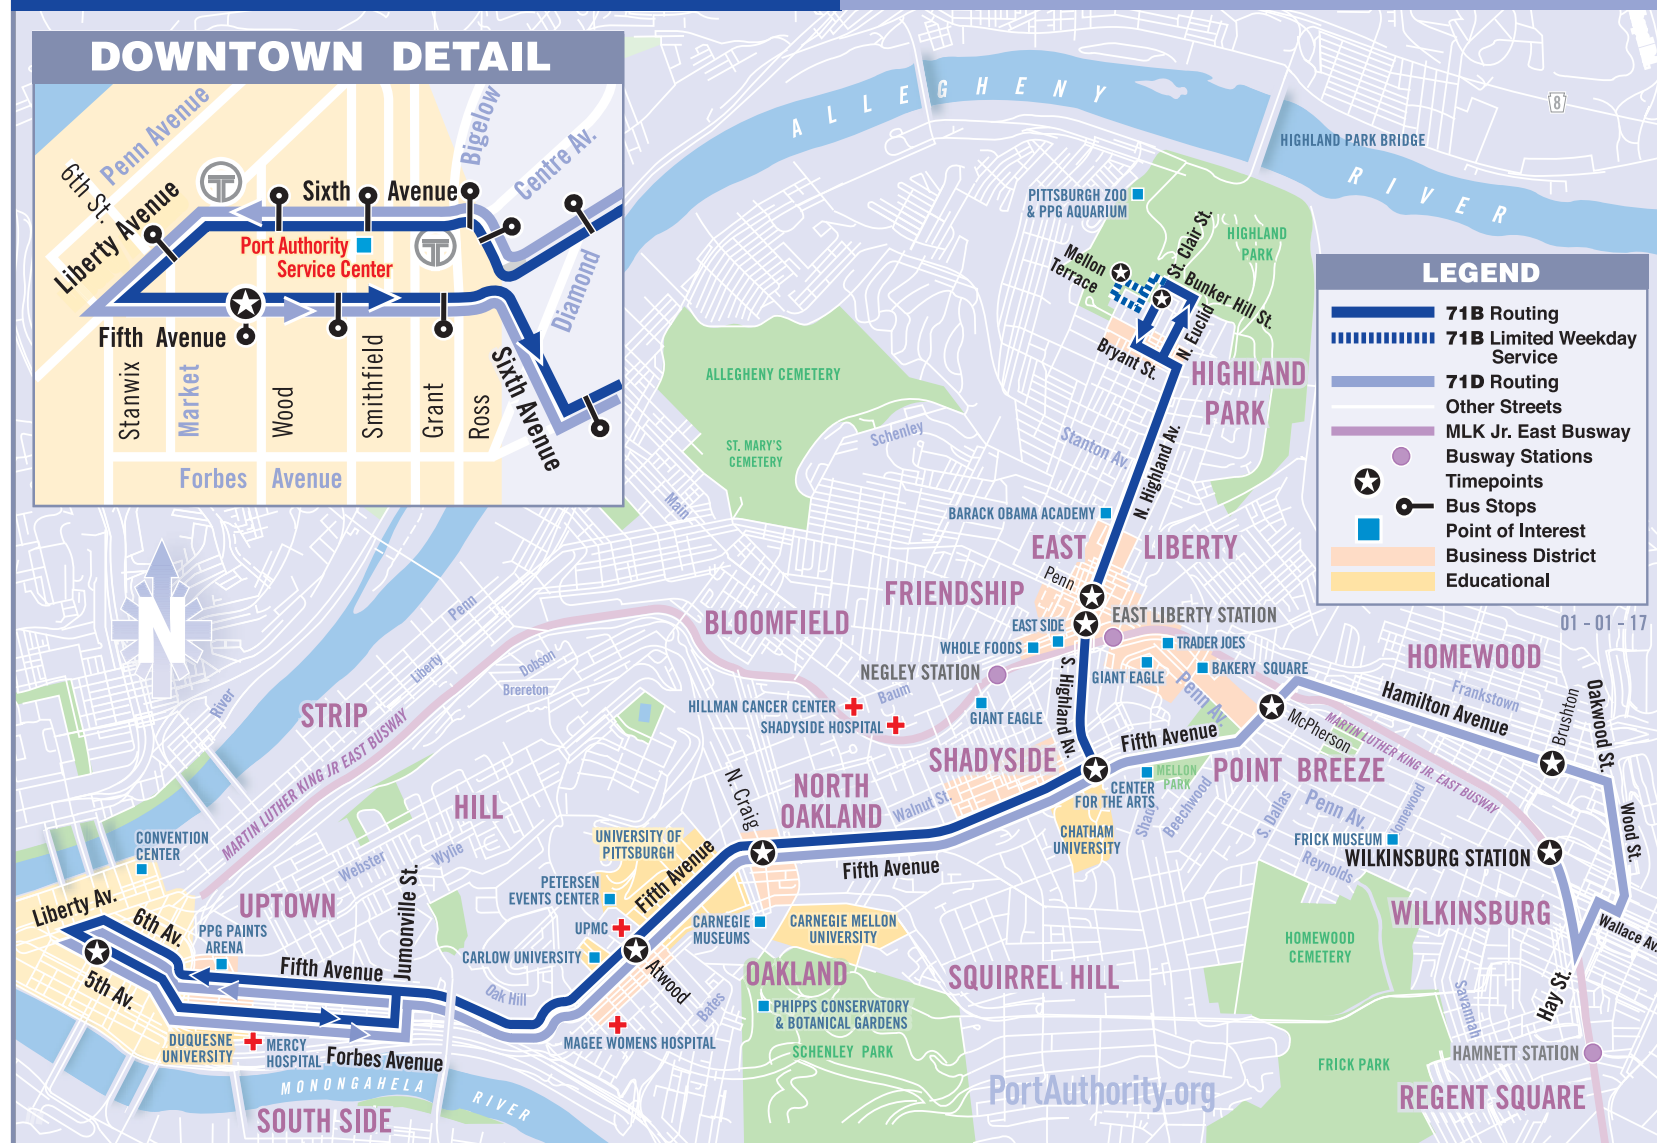 DOWNTOWN DETAIL
Penn Avenue
6th St.
Liberty Avenue
Sixth Avenue
Bigelow
Centre Av.
Port Authority
Service Center
Diamond
Fifth Avenue
Sixth Avenue
Stanwix
Market
Wood
Smithfield
Grant
Ross
Forbes Avenue
ALLEGHENY
RIVER
8
HIGHLAND PARK BRIDGE
PITTSBURGH ZOO
& PPG AQUARIUM
HIGHLAND
PARK
St. Clair St.
Mellon
Terrace
Bunker Hill St.
N. Euclid
Bryant St.
HIGHLAND
PARK
LEGEND
71B Routing
71B Limited Weekday
Service
71D Routing
Other Streets
MLK Jr. East Busway
Busway Stations
Timepoints
Bus Stops
Point of Interest
Business District
Educational
01 - 01 - 17
ALLEGHENY CEMETERY
ST. MARY'S
CEMETERY
Schenley
Stanton Av.
N. Highland Av.
Main
BARACK OBAMA ACADEMY
EAST LIBERTY
Penn
FRIENDSHIP
EAST LIBERTY STATION
EAST SIDE
WHOLE FOODS
TRADER JOES
GIANT EAGLE
BAKERY SQUARE
Penn Av.
NEGLEY STATION
Baum
GIANT EAGLE
S. Highland Av.
BLOOMFIELD
N
Penn
Liberty
Dobson
Brereton
River
STRIP
MARTIN LUTHER KING JR EAST BUSWAY
HILLMAN CANCER CENTER
SHADYSIDE HOSPITAL
HOMEWOOD
Hamilton Avenue
Frankstown
Brushton
Oakwood St.
McPherson
MARTIN LUTHER KING JR. EAST BUSWAY
Fifth Avenue
SHADYSIDE
POINT BREEZE
MELLON
PARK
CENTER
FOR THE ARTS
Shady
Beechwood
S. Dallas
Penn Av.
Homewood
Wood St.
FRICK MUSEUM
Reynolds
WILKINSBURG STATION
N. Craig
NORTH
OAKLAND
Walnut St.
CHATHAM
UNIVERSITY
HILL
Webster
Wylie
UNIVERSITY OF
PITTSBURGH
Fifth Avenue
Fifth Avenue
CONVENTION
CENTER
Liberty Av.
6th Av.
5th Av.
UPTOWN
PPG PAINTS
ARENA
Fifth Avenue
Jumonville St.
PETERSEN
EVENTS CENTER
UPMC
CARLOW UNIVERSITY
CARNEGIE
MUSEUMS
CARNEGIE MELLON
UNIVERSITY
Atwood
Bates
OAKLAND
Oak Hill
PHIPPS CONSERVATORY
& BOTANICAL GARDENS
SCHENLEY PARK
SQUIRREL HILL
HOMEWOOD
CEMETERY
WILKINSBURG
Wallace Av.
Hay St.
Savannah
HAMNETT STATION
FRICK PARK
REGENT SQUARE
DUQUESNE
UNIVERSITY
MERCY
HOSPITAL
Forbes Avenue
MAGEE WOMENS HOSPITAL
MONONGAHELA
RIVER
SOUTH SIDE
PortAuthority.org